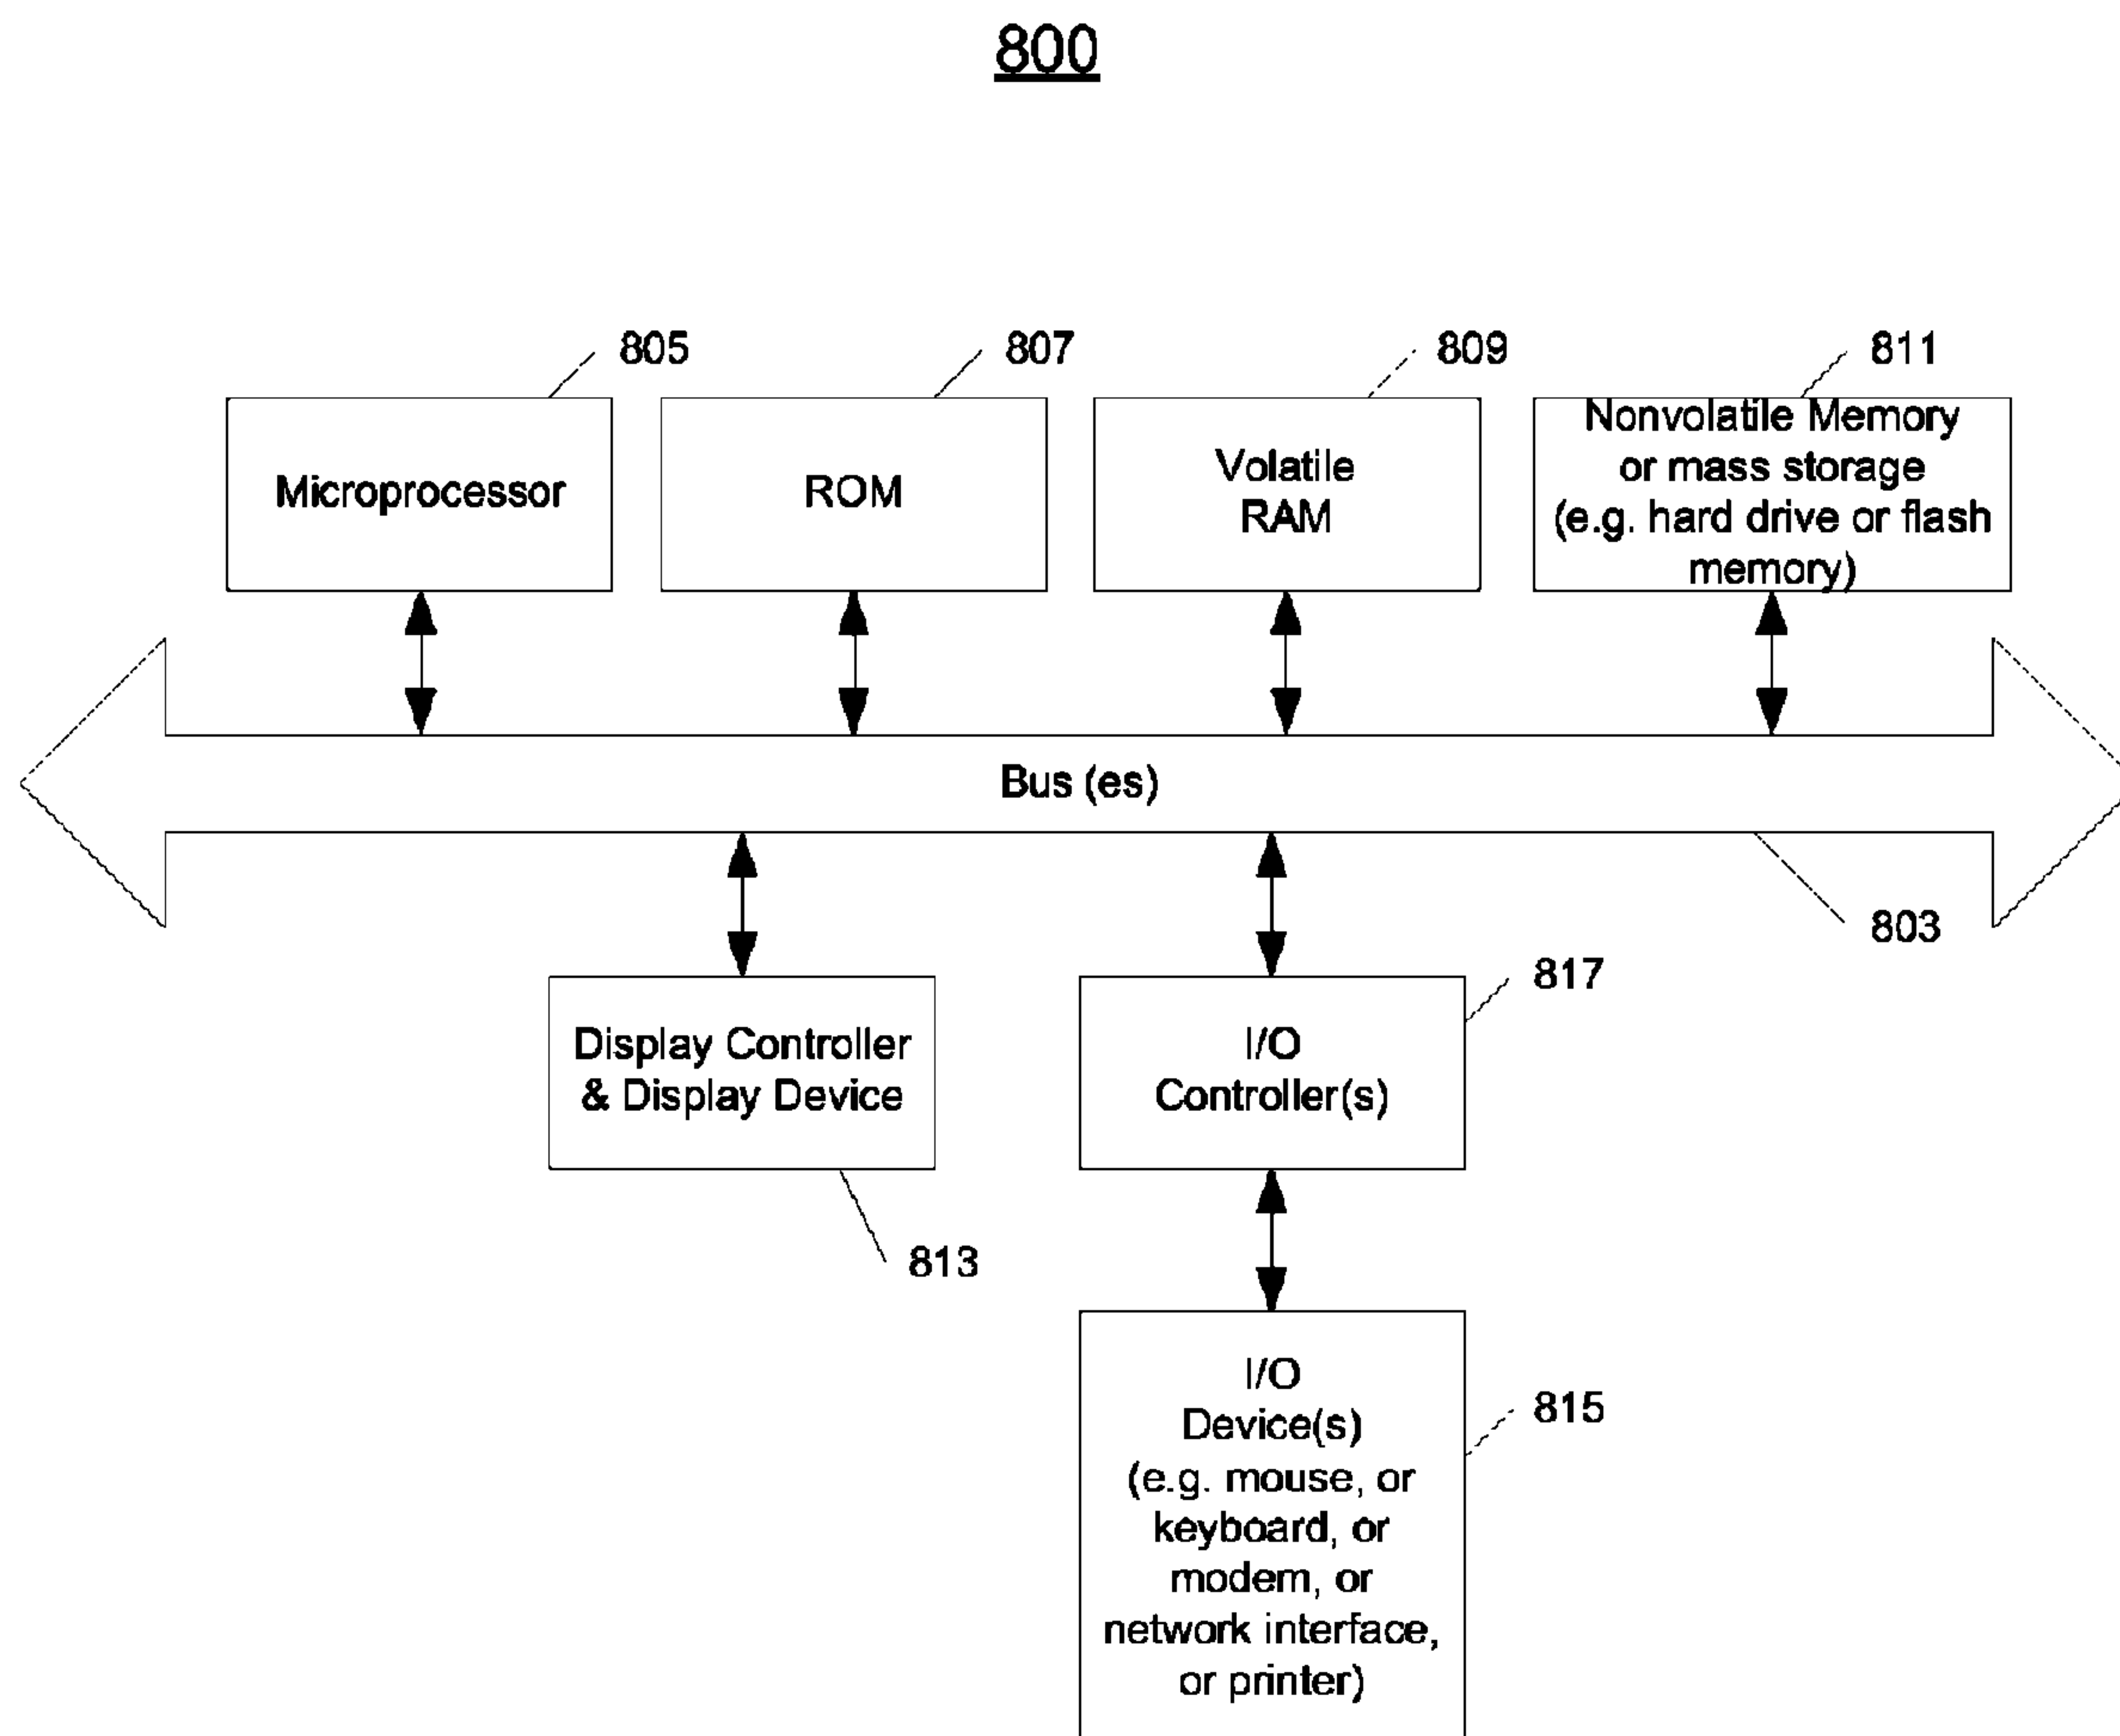 800
805
807
809
811
Microprocessor
ROM
Volatile
RAM
Nonvolatile Memory
or mass storage
(e.g. hard drive or flash
memory)
Bus (es)
803
817
Display Controller
& Display Device
I/O
Controller(s)
813
815
I/O
Device(s)
(e.g. mouse, or
keyboard, or
modem, or
network interface,
or printer)